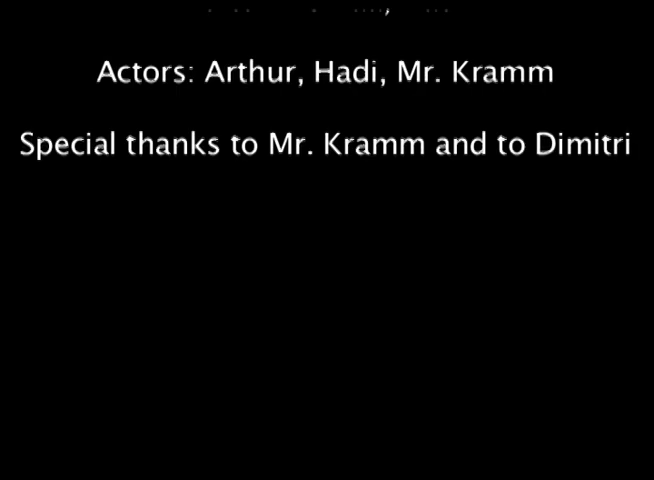 Actors: Arthur, Hadi, Mr. Kramm
Special thanks to Mr. Kramm and to Dimitri